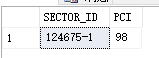 SECTOR_ID PCI
1 124675-1 98